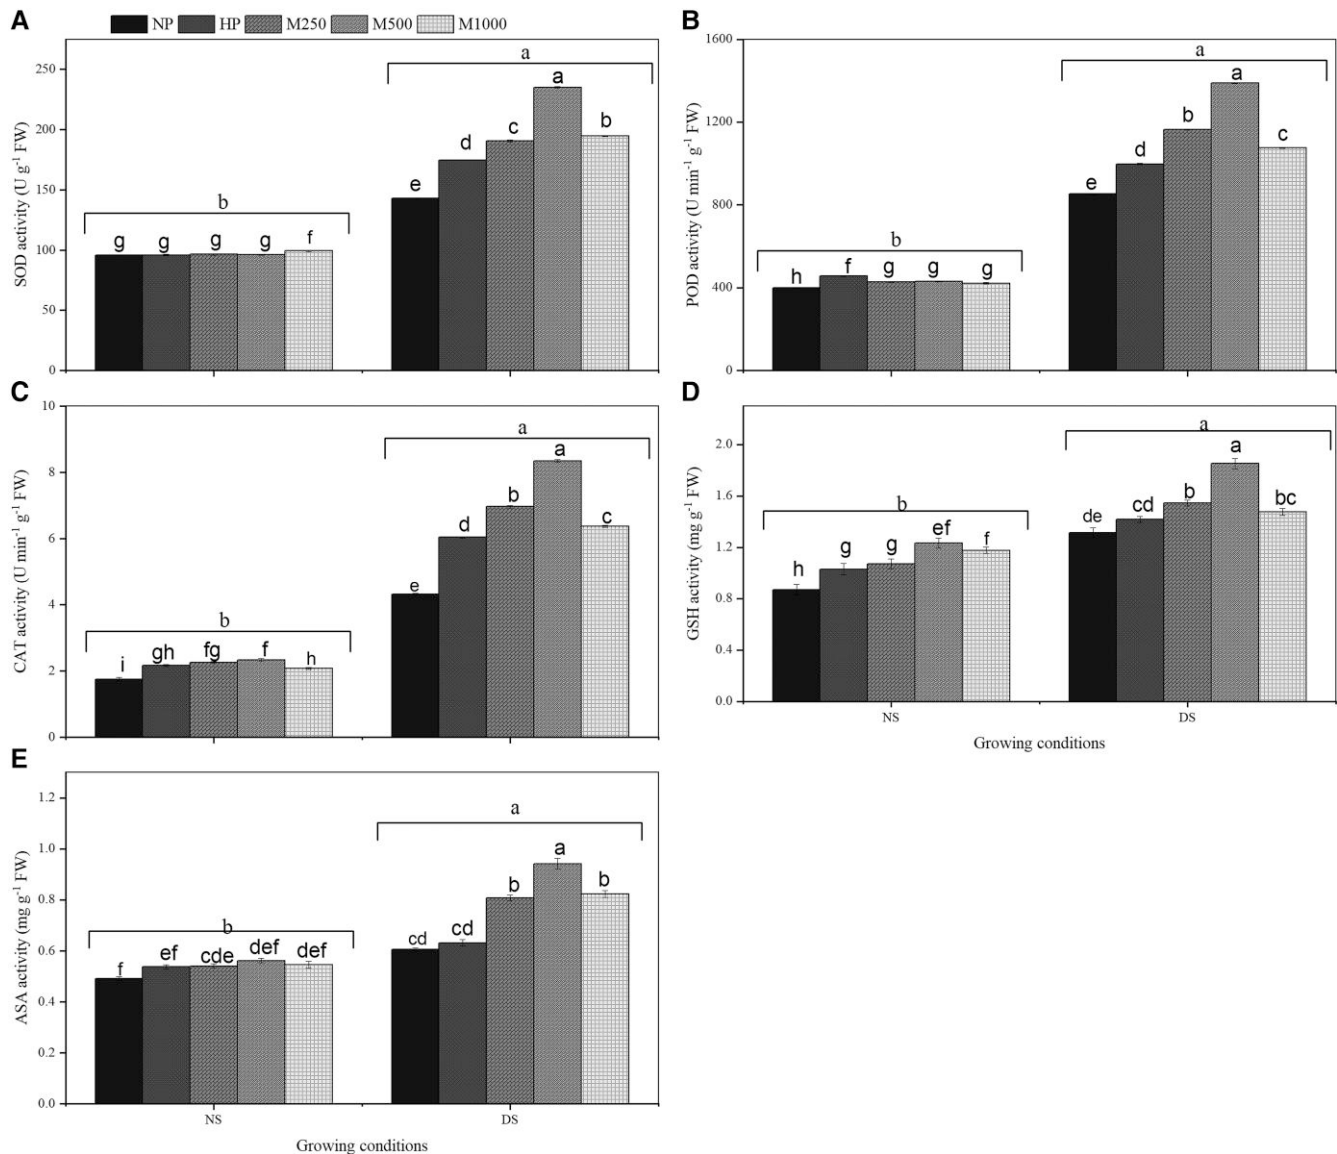 A
NP HP M250 M500 M1000
SOD activity (U g-1 FW)
250
200
150
100
50
0
b
g g g g f
a
e d c a b
B
POD activity (U min-1 g-1 FW)
1600
1200
800
400
0
b
h f g g g
a
e d b a c
C
CAT activity (U min-1 g-1 FW)
10
8
6
4
2
0
b
i gh fg f h
a
e d b a c
D
GSH activity (mg g-1 FW)
2.0
1.6
1.2
0.8
0.4
0.0
b
h g g ef f
a
de cd b a bc
NS DS
Growing conditions
E
ASA activity (mg g-1 FW)
1.2
1.0
0.8
0.6
0.4
0.2
0.0
b
f ef cde def def
a
cd cd b a b
NS DS
Growing conditions